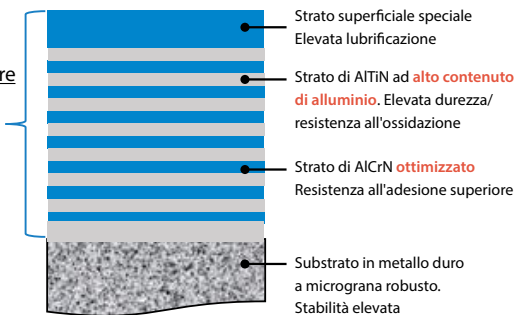 Strato superficiale speciale
Elevata lubrificazione
re
Strato di AlTiN ad alto contenuto
di alluminio. Elevata durezza/
resistenza all'ossidazione
Strato di AlCrN ottimizzato
Resistenza all'adesione superiore
Substrato in metallo duro
a micrograna robusto.
Stabilità elevata